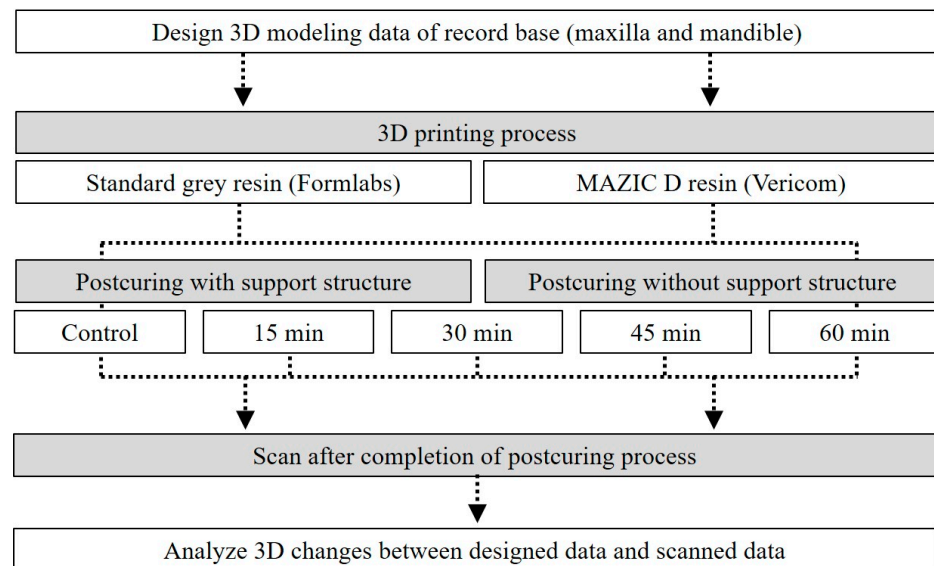 Design 3D modeling data of record base (maxilla and mandible)
3D printing process
Standard grey resin (Formlabs)
MAZIC D resin (Vericom)
Postcuring with support structure
Postcuring without support structure
Control
15 min
30 min
45 min
60 min
Scan after completion of postcuring process
Analyze 3D changes between designed data and scanned data